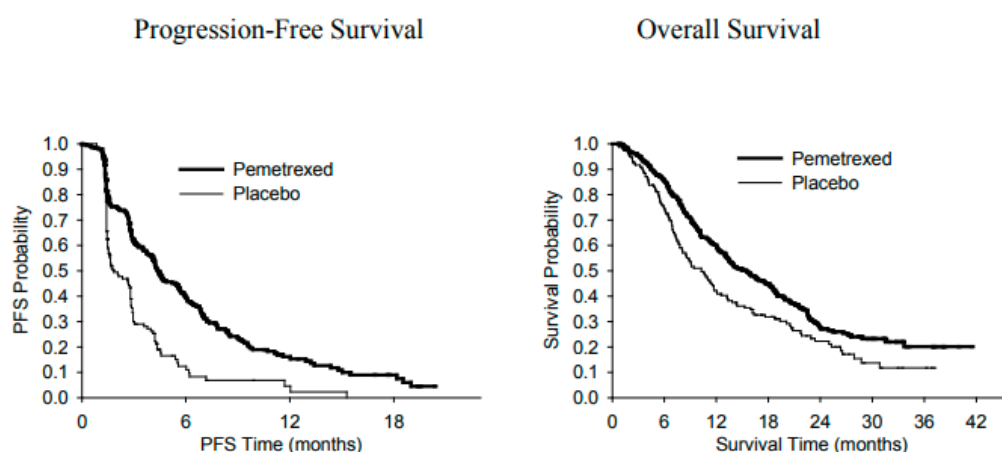 Progression-Free Survival
Overall Survival
1.0
0.9
0.8
0.7
0.6
0.5
0.4
0.3
0.2
0.1
0.0
PFS Probability
Pemetrexed
Placebo
0 6 12 18
PFS Time (months)
1.0
0.9
0.8
0.7
0.6
0.5
0.4
0.3
0.2
0.1
0.0
Survival Probability
Pemetrexed
Placebo
0 6 12 18 24 30 36 42
Survival Time (months)